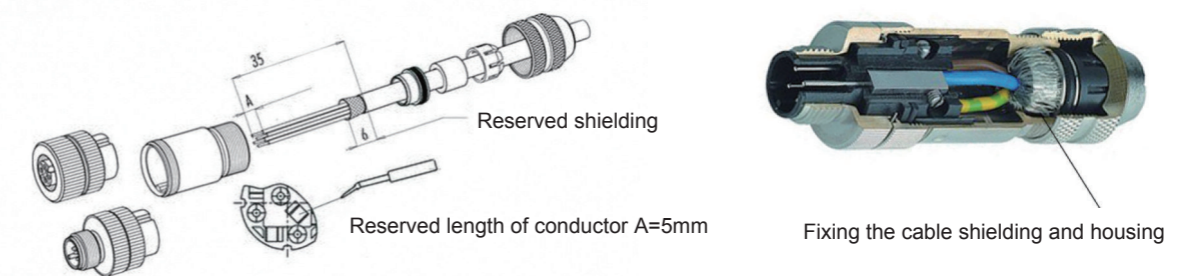 35
A
6
Reserved shielding
Reserved length of conductor A=5mm
Fixing the cable shielding and housing